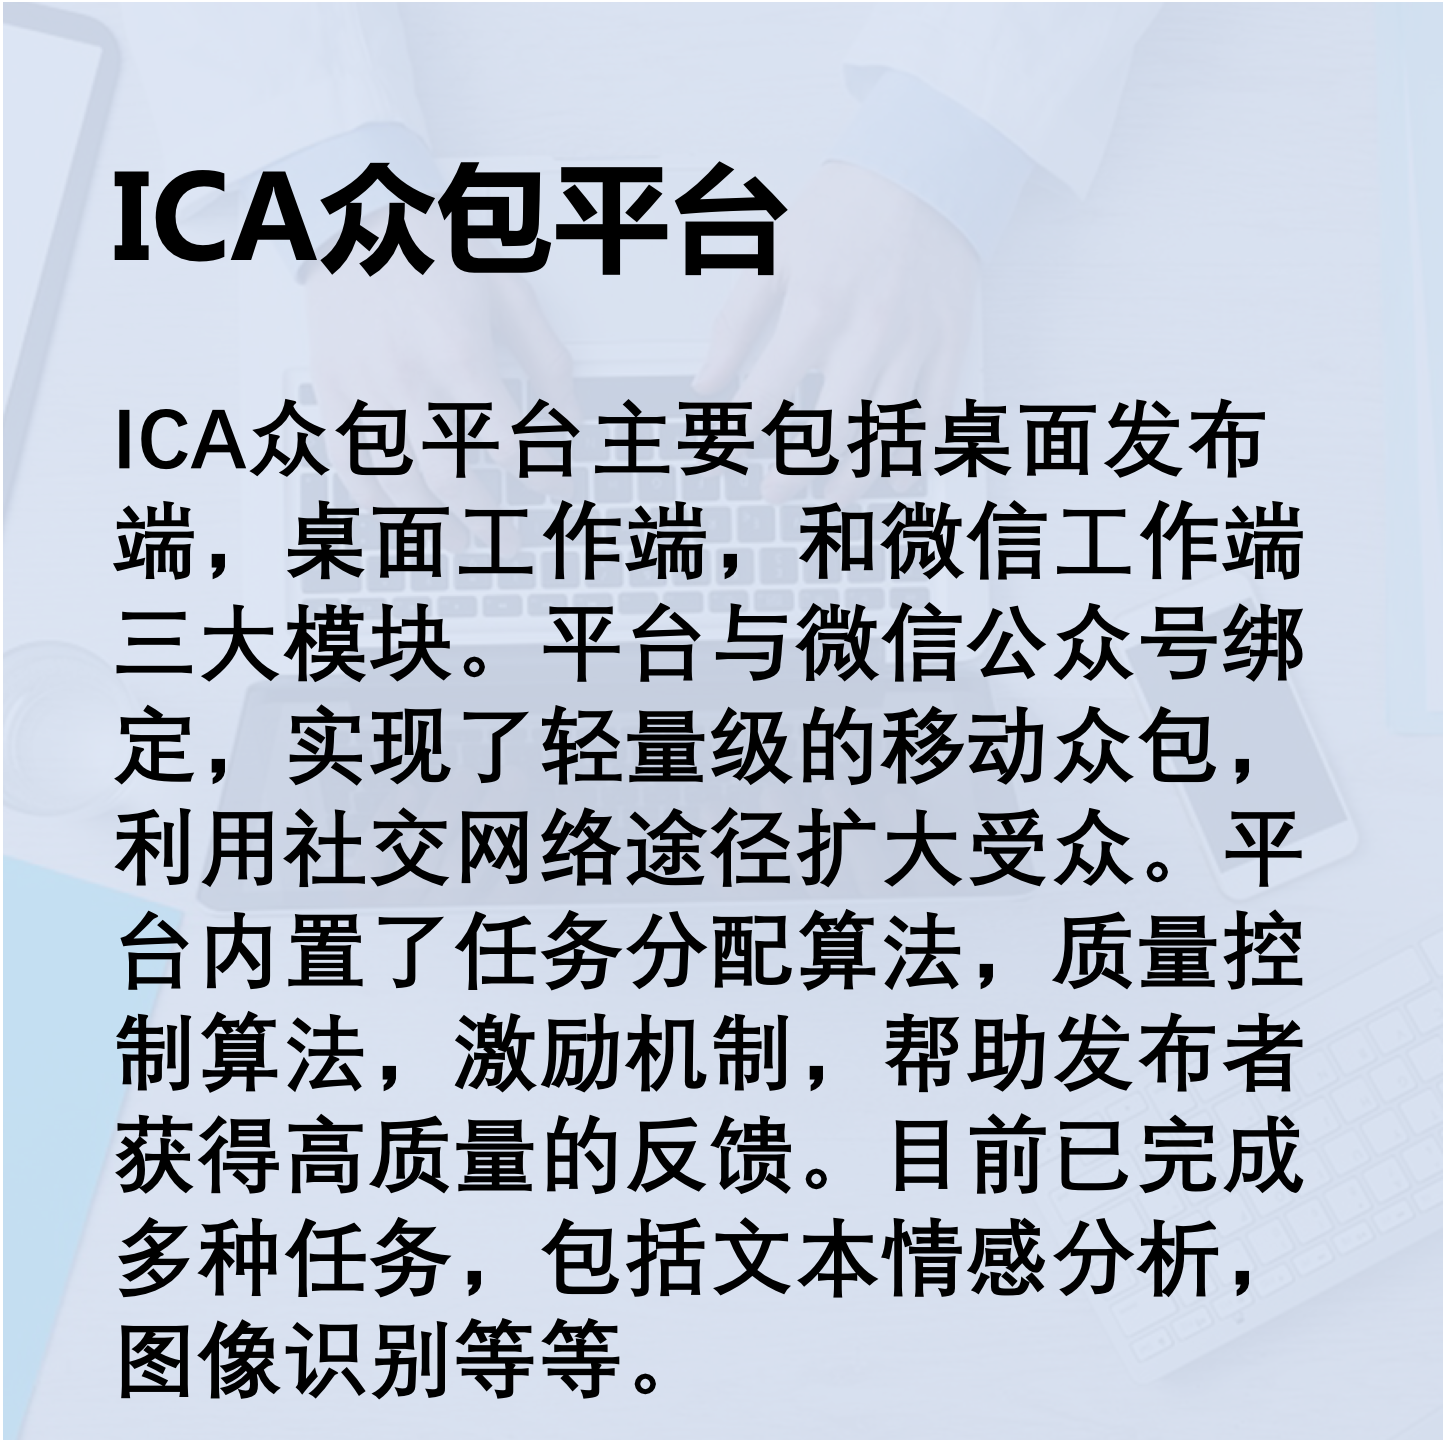 ICA众包平台
ICA众包平台主要包括桌面发布
端，桌面工作端，和微信工作端
三大模块。平台与微信公众号绑
定，实现了轻量级的移动众包，
利用社交网络途径扩大受众。平
台内置了任务分配算法，质量控
制算法，激励机制，帮助发布者
获得高质量的反馈。目前已完成
多种任务，包括文本情感分析，
图像识别等等。